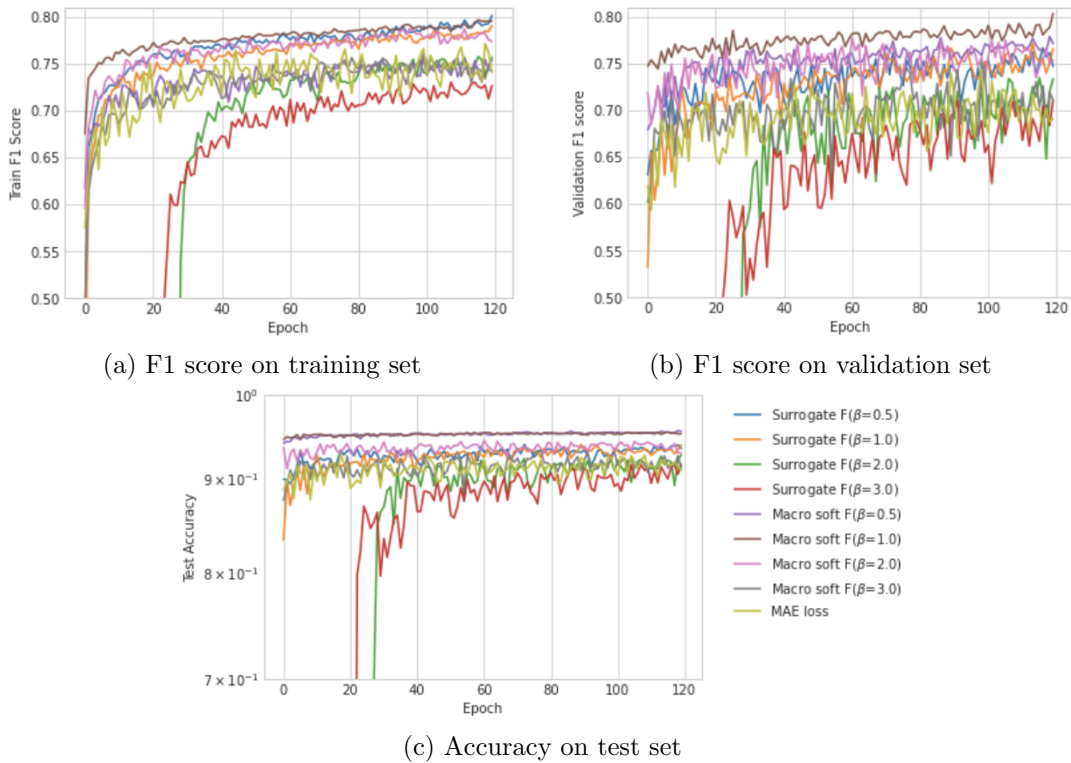 0.80
0.75
0.70
0.65
0.60
0.55
0.50
Train F1 Score
0 20 40 60 80 100 120
Epoch
(a) F1 score on training set
0.80
0.75
0.70
0.65
0.60
0.55
0.50
Validation F1 score
0 20 40 60 80 100 120
Epoch
(b) F1 score on validation set
10⁰
9 × 10⁻¹
8 × 10⁻¹
7 × 10⁻¹
Test Accuracy
0 20 40 60 80 100 120
Epoch
Surrogate F(β=0.5)
Surrogate F(β=1.0)
Surrogate F(β=2.0)
Surrogate F(β=3.0)
Macro soft F(β=0.5)
Macro soft F(β=1.0)
Macro soft F(β=2.0)
Macro soft F(β=3.0)
MAE loss
(c) Accuracy on test set